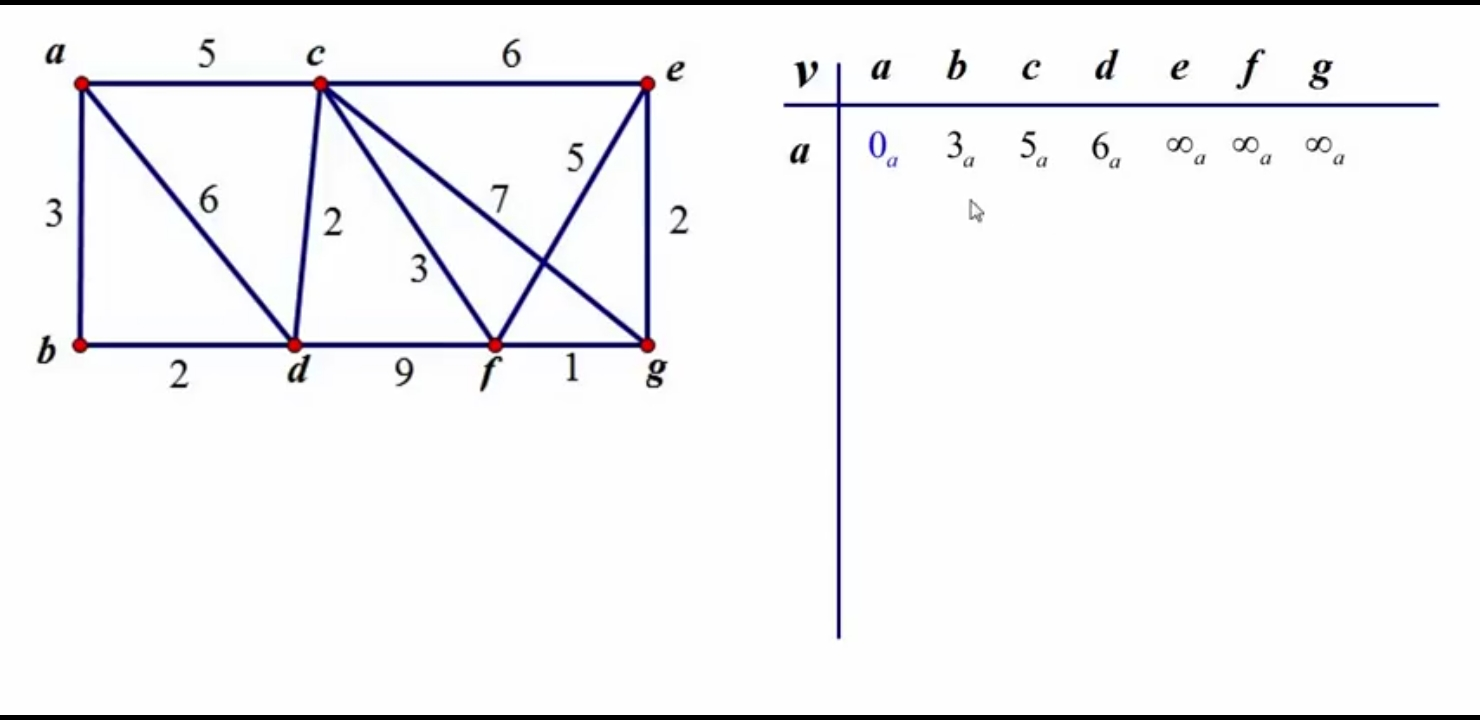 a 5 c 6 e
3 6 2 3 7 5 2
b 2 d 9 f 1 g
v a b c d e f g
a 0a 3a 5a 6a ∞a ∞a ∞a